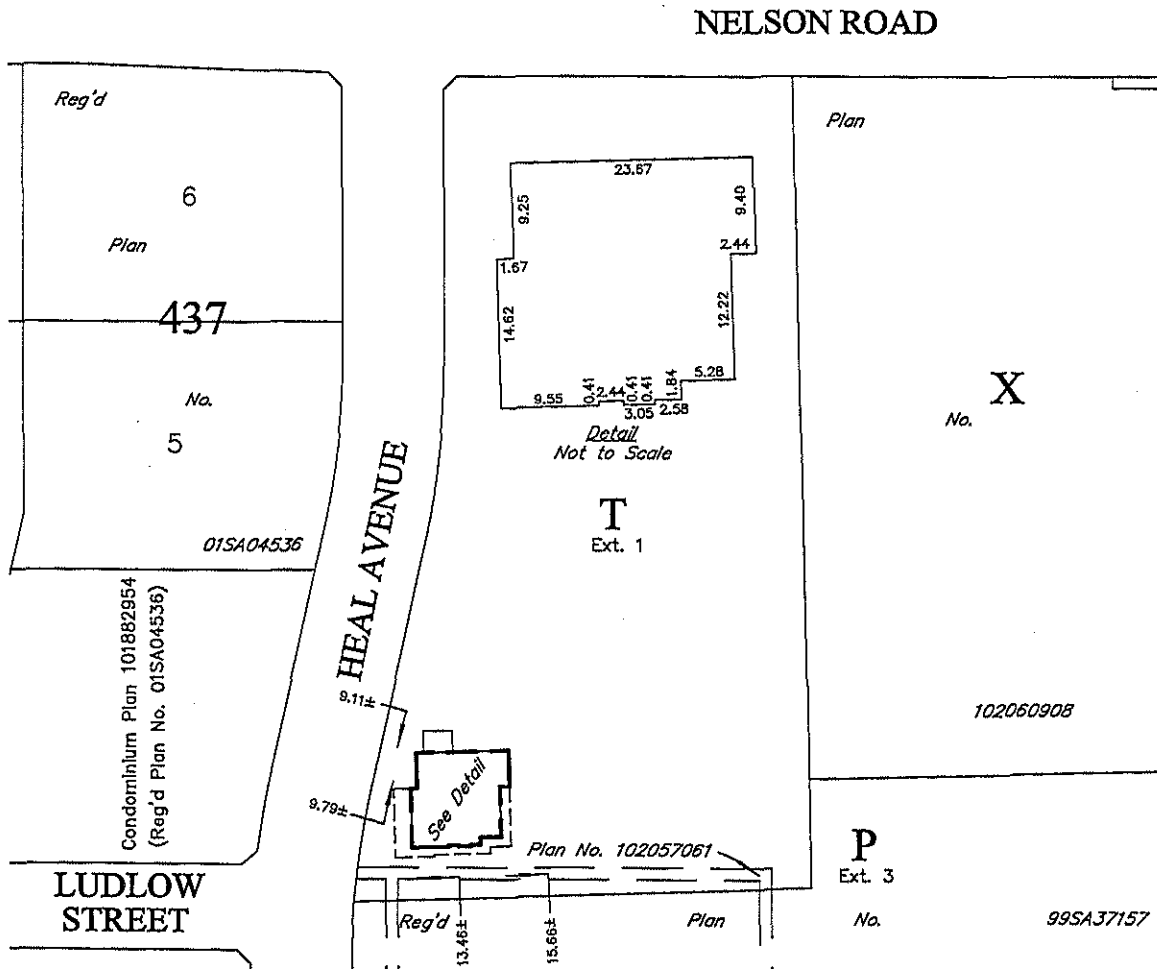 NELSON ROAD
Reg'd
6
Plan
437
No.
5
01SA04536
Plan
X
No.
102060908
23.67
9.25
9.40
2.44
1.67
14.62
12.22
5.28
1.84
0.41
2.44
0.41
0.41
9.55
3.05
2.58
Detail
Not to Scale
T
Ext. 1
HEAL AVENUE
Condominium Plan 101882954
(Reg'd Plan No. 01SA04536)
9.11±
9.79±
See Detail
Plan No. 102057061
P
Ext. 3
LUDLOW
STREET
Reg'd
13.46±
15.66±
Plan
No.
99SA37157